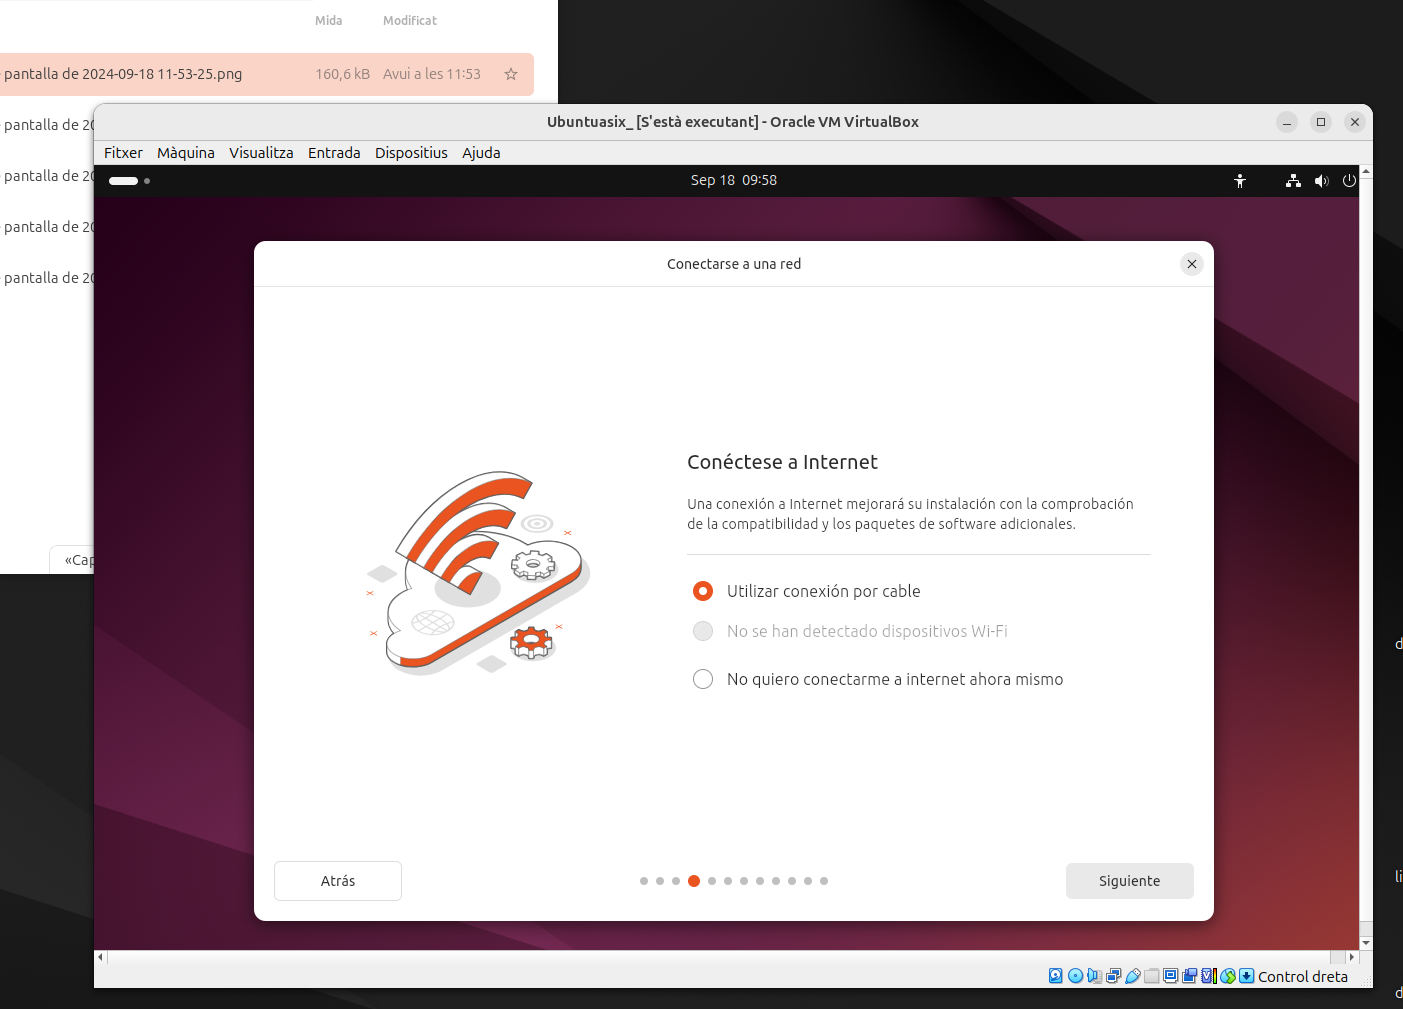 Mida Modificat
pantalla de 2024-09-18 11-53-25.png 160,6 kB Avui a les 11:53
pantalla de
pantalla de
pantalla de
pantalla de
«Cap
Ubuntuasix_ [S'està executant] - Oracle VM VirtualBox
Fitxer Màquina Visualitza Entrada Dispositius Ajuda
Sep 18 09:58
Conectarse a una red
Conéctese a Internet
Una conexión a Internet mejorará su instalación con la comprobación
de la compatibilidad y los paquetes de software adicionales.
Utilizar conexión por cable
No se han detectado dispositivos Wi-Fi
No quiero conectarme a internet ahora mismo
Atrás
Siguiente
Control dreta